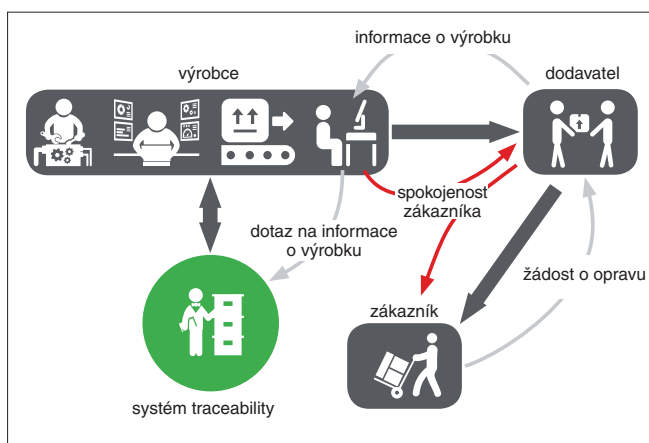 informace o výrobku
výrobce
dodavatel
spokojenost
zákazníka
dotaz na informace
o výrobku
žádost o opravu
zákazník
systém traceability